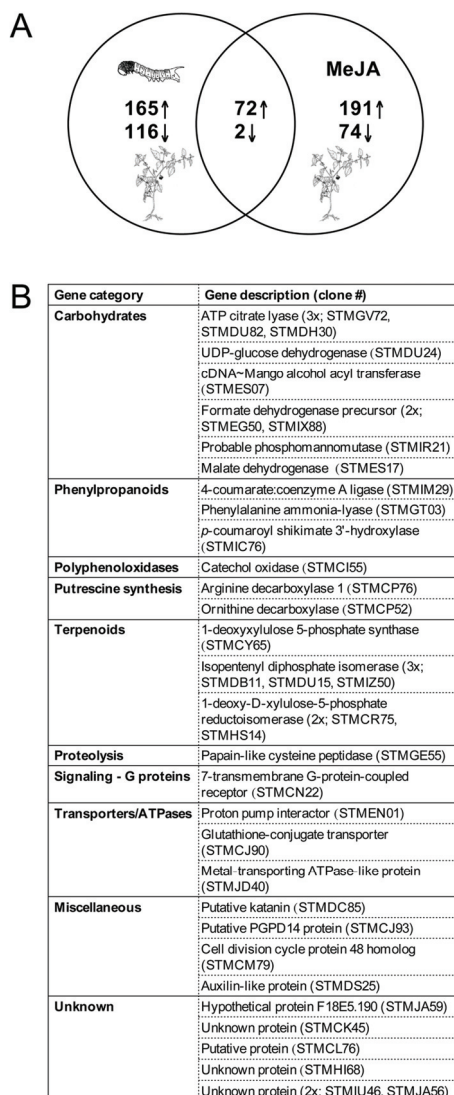 A
MeJA
165↑ 72↑ 191↑
116↓ 2↓ 74↓
B
Gene category Gene description (clone #)
Carbohydrates ATP citrate lyase (3x; STMGV72,
STMDU82, STMDH30)
UDP-glucose dehydrogenase (STMDU24)
cDNA~Mango alcohol acyl transferase
(STMES07)
Formate dehydrogenase precursor (2x;
STMEG50, STMIX88)
Probable phosphomannomutase (STMIR21)
Malate dehydrogenase (STMES17)
Phenylpropanoids 4-coumarate:coenzyme A ligase (STMIM29)
Phenylalanine ammonia-lyase (STMGT03)
p-coumaroyl shikimate 3'-hydroxylase
(STMIC76)
Polyphenoloxidases Catechol oxidase (STMCI55)
Putrescine synthesis Arginine decarboxylase 1 (STMCP76)
Ornithine decarboxylase (STMCP52)
Terpenoids 1-deoxyxylulose 5-phosphate synthase
(STMCY65)
Isopentenyl diphosphate isomerase (3x;
STMDB11, STMDU15, STMIZ50)
1-deoxy-D-xylulose-5-phosphate
reductoisomerase (2x; STMCR75,
STMHS14)
Proteolysis Papain-like cysteine peptidase (STMGE55)
Signaling - G proteins 7-transmembrane G-protein-coupled
receptor (STMCN22)
Transporters/ATPases Proton pump interactor (STMEN01)
Glutathione-conjugate transporter
(STMCJ90)
Metal-transporting ATPase-like protein
(STMJD40)
Miscellaneous Putative katanin (STMDC85)
Putative PGPD14 protein (STMCJ93)
Cell division cycle protein 48 homolog
(STMCM79)
Auxilin-like protein (STMDS25)
Unknown Hypothetical protein F18E5.190 (STMJA59)
Unknown protein (STMCK45)
Putative protein (STMCL76)
Unknown protein (STMHI68)
Unknown protein (2x; STMIU46, STMJA56)